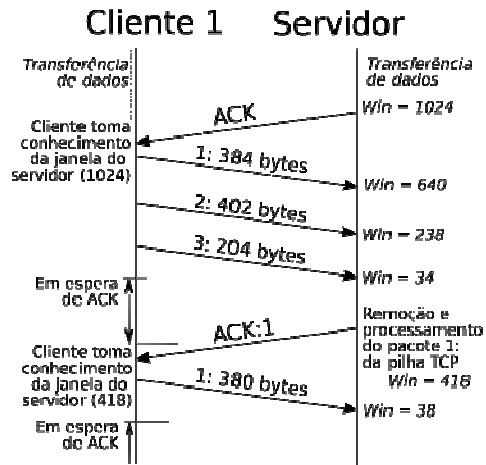 Cliente 1 Servidor
Transferência
de dados
Transferência
de dados
Win = 1024
ACK
Cliente toma
conhecimento
da janela do
servidor (1024)
1: 384 bytes
Win = 640
2: 402 bytes
Win = 238
3: 204 bytes
Win = 34
Em espera
de ACK
Remoção e
processamento
do pacote 1:
da pilha TCP
Win = 418
ACK:1
Cliente toma
conhecimento
da janela do
servidor (418)
1: 380 bytes
Win = 38
Em espera
de ACK